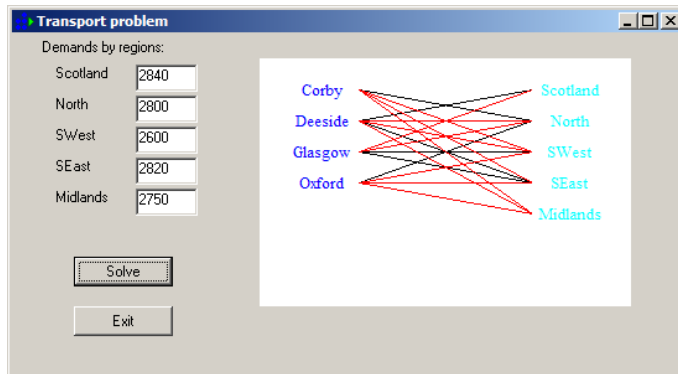 Transport problem
Demands by regions:
Scotland 2840
North 2800
SWest 2600
SEast 2820
Midlands 2750
Solve
Exit
Corby Scotland
Deeside North
Glasgow SWest
Oxford SEast
Midlands